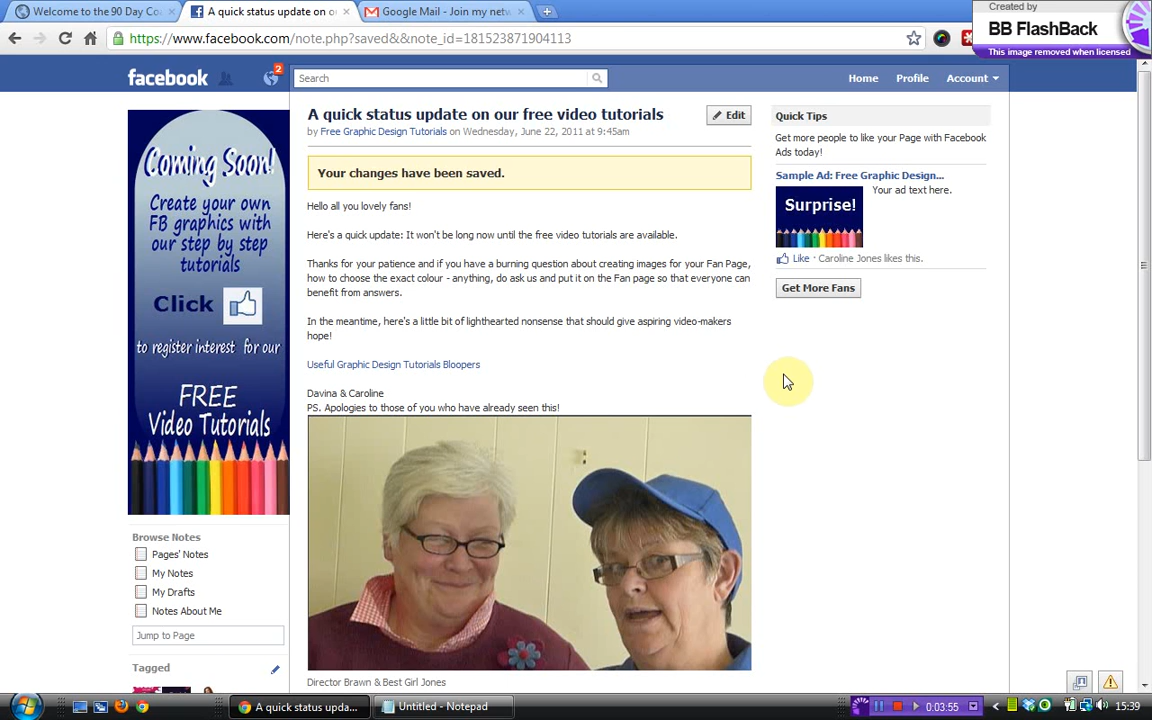 Welcome to the 90 Day Co
A quick status update on o
Google Mail - Join my netw
Created by
BB FlashBack
This image removed when licensed
https://www.facebook.com/note.php?saved&&note_id=181523871904113
facebook
2
Search
Home
Profile
Account
Coming Soon!
Create your own
FB graphics with
our step by step
tutorials
Click
to register interest for our
FREE
Video Tutorials
A quick status update on our free video tutorials
Edit
by Free Graphic Design Tutorials on Wednesday, June 22, 2011 at 9:45am
Your changes have been saved.
Hello all you lovely fans!
Here's a quick update: It won't be long now until the free video tutorials are available.
Thanks for your patience and if you have a burning question about creating images for your Fan Page,
how to choose the exact colour - anything, do ask us and put it on the Fan page so that everyone can
benefit from answers.
In the meantime, here's a little bit of lighthearted nonsense that should give aspiring video-makers
hope!
Useful Graphic Design Tutorials Bloopers
Davina & Caroline
PS. Apologies to those of you who have already seen this!
Director Brawn & Best Girl Jones
Quick Tips
Get more people to like your Page with Facebook
Ads today!
Sample Ad: Free Graphic Design...
Surprise!
Your ad text here.
Like · Caroline Jones likes this.
Get More Fans
Browse Notes
Pages' Notes
My Notes
My Drafts
Notes About Me
Jump to Page
Tagged
A quick status upda...
Untitled - Notepad
0:03:55
15:39